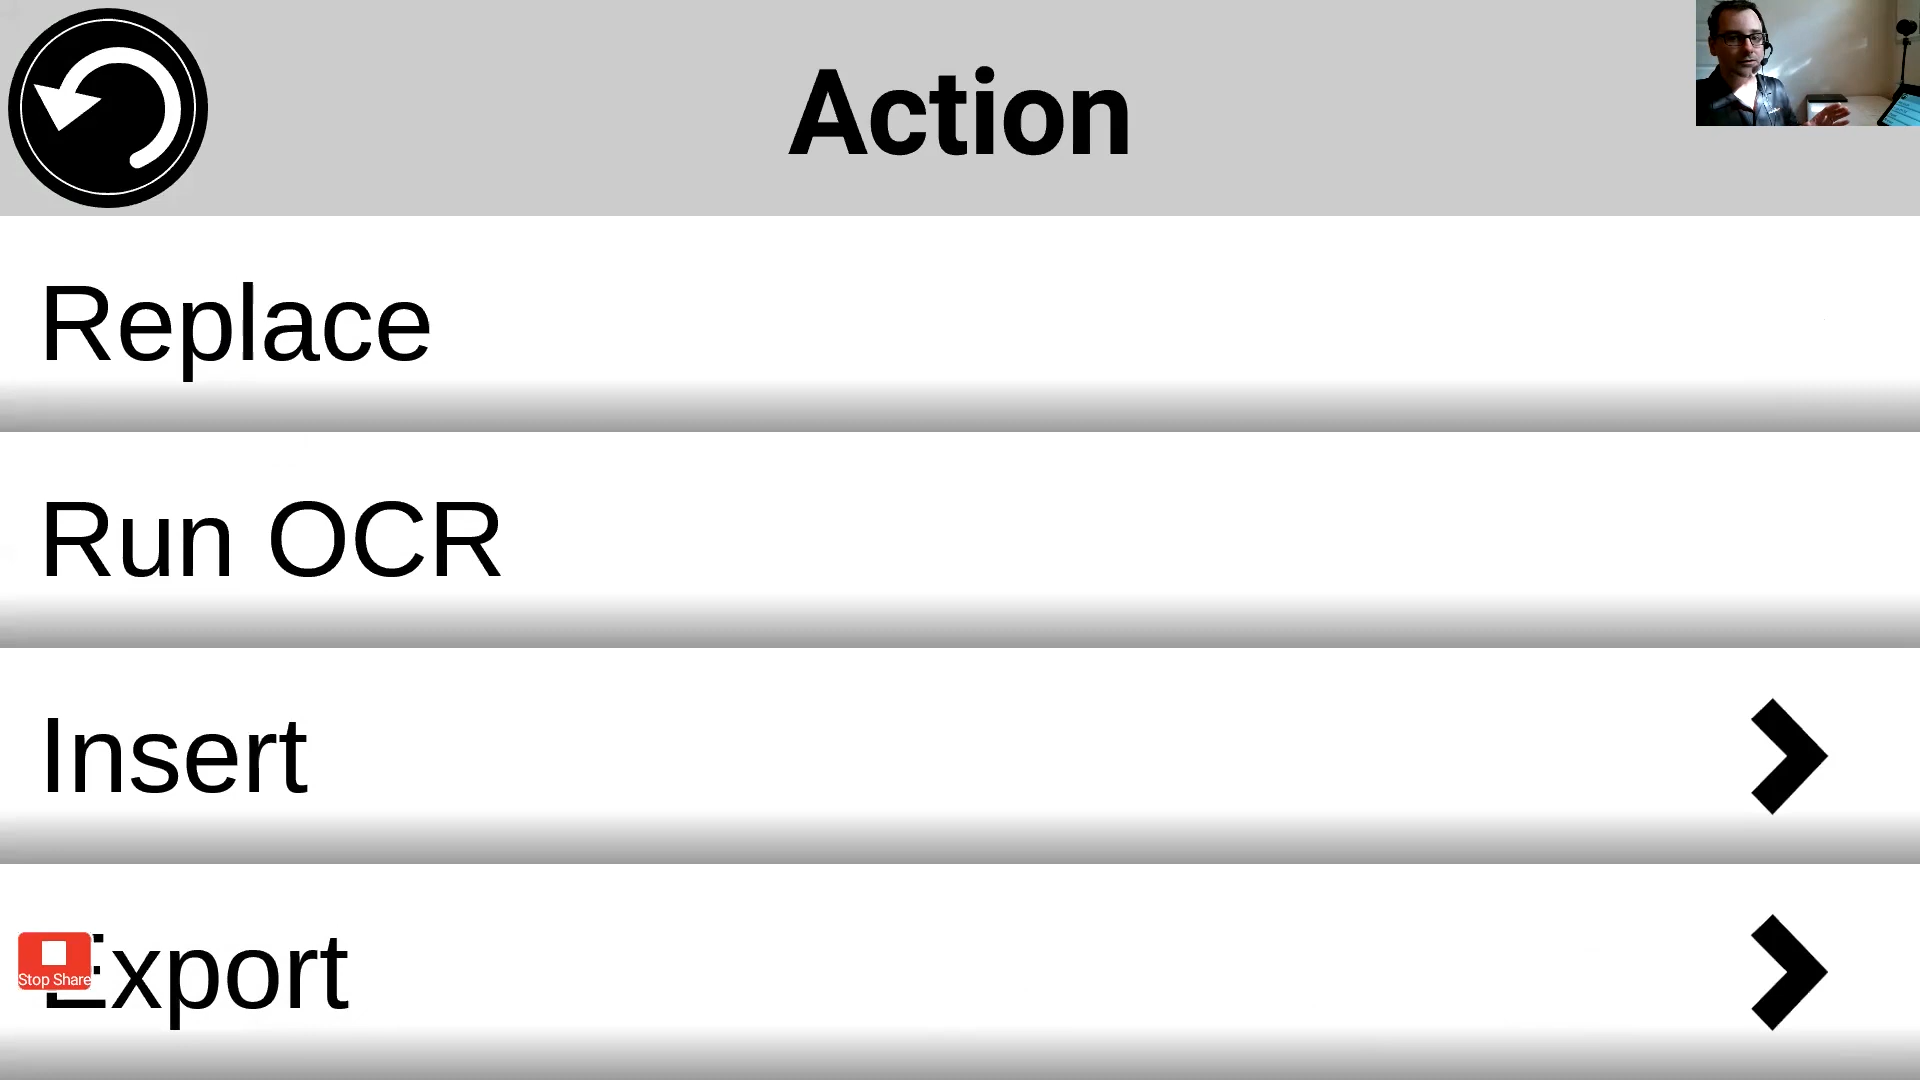 Action
Replace
Run OCR
Insert
Export
Stop Share